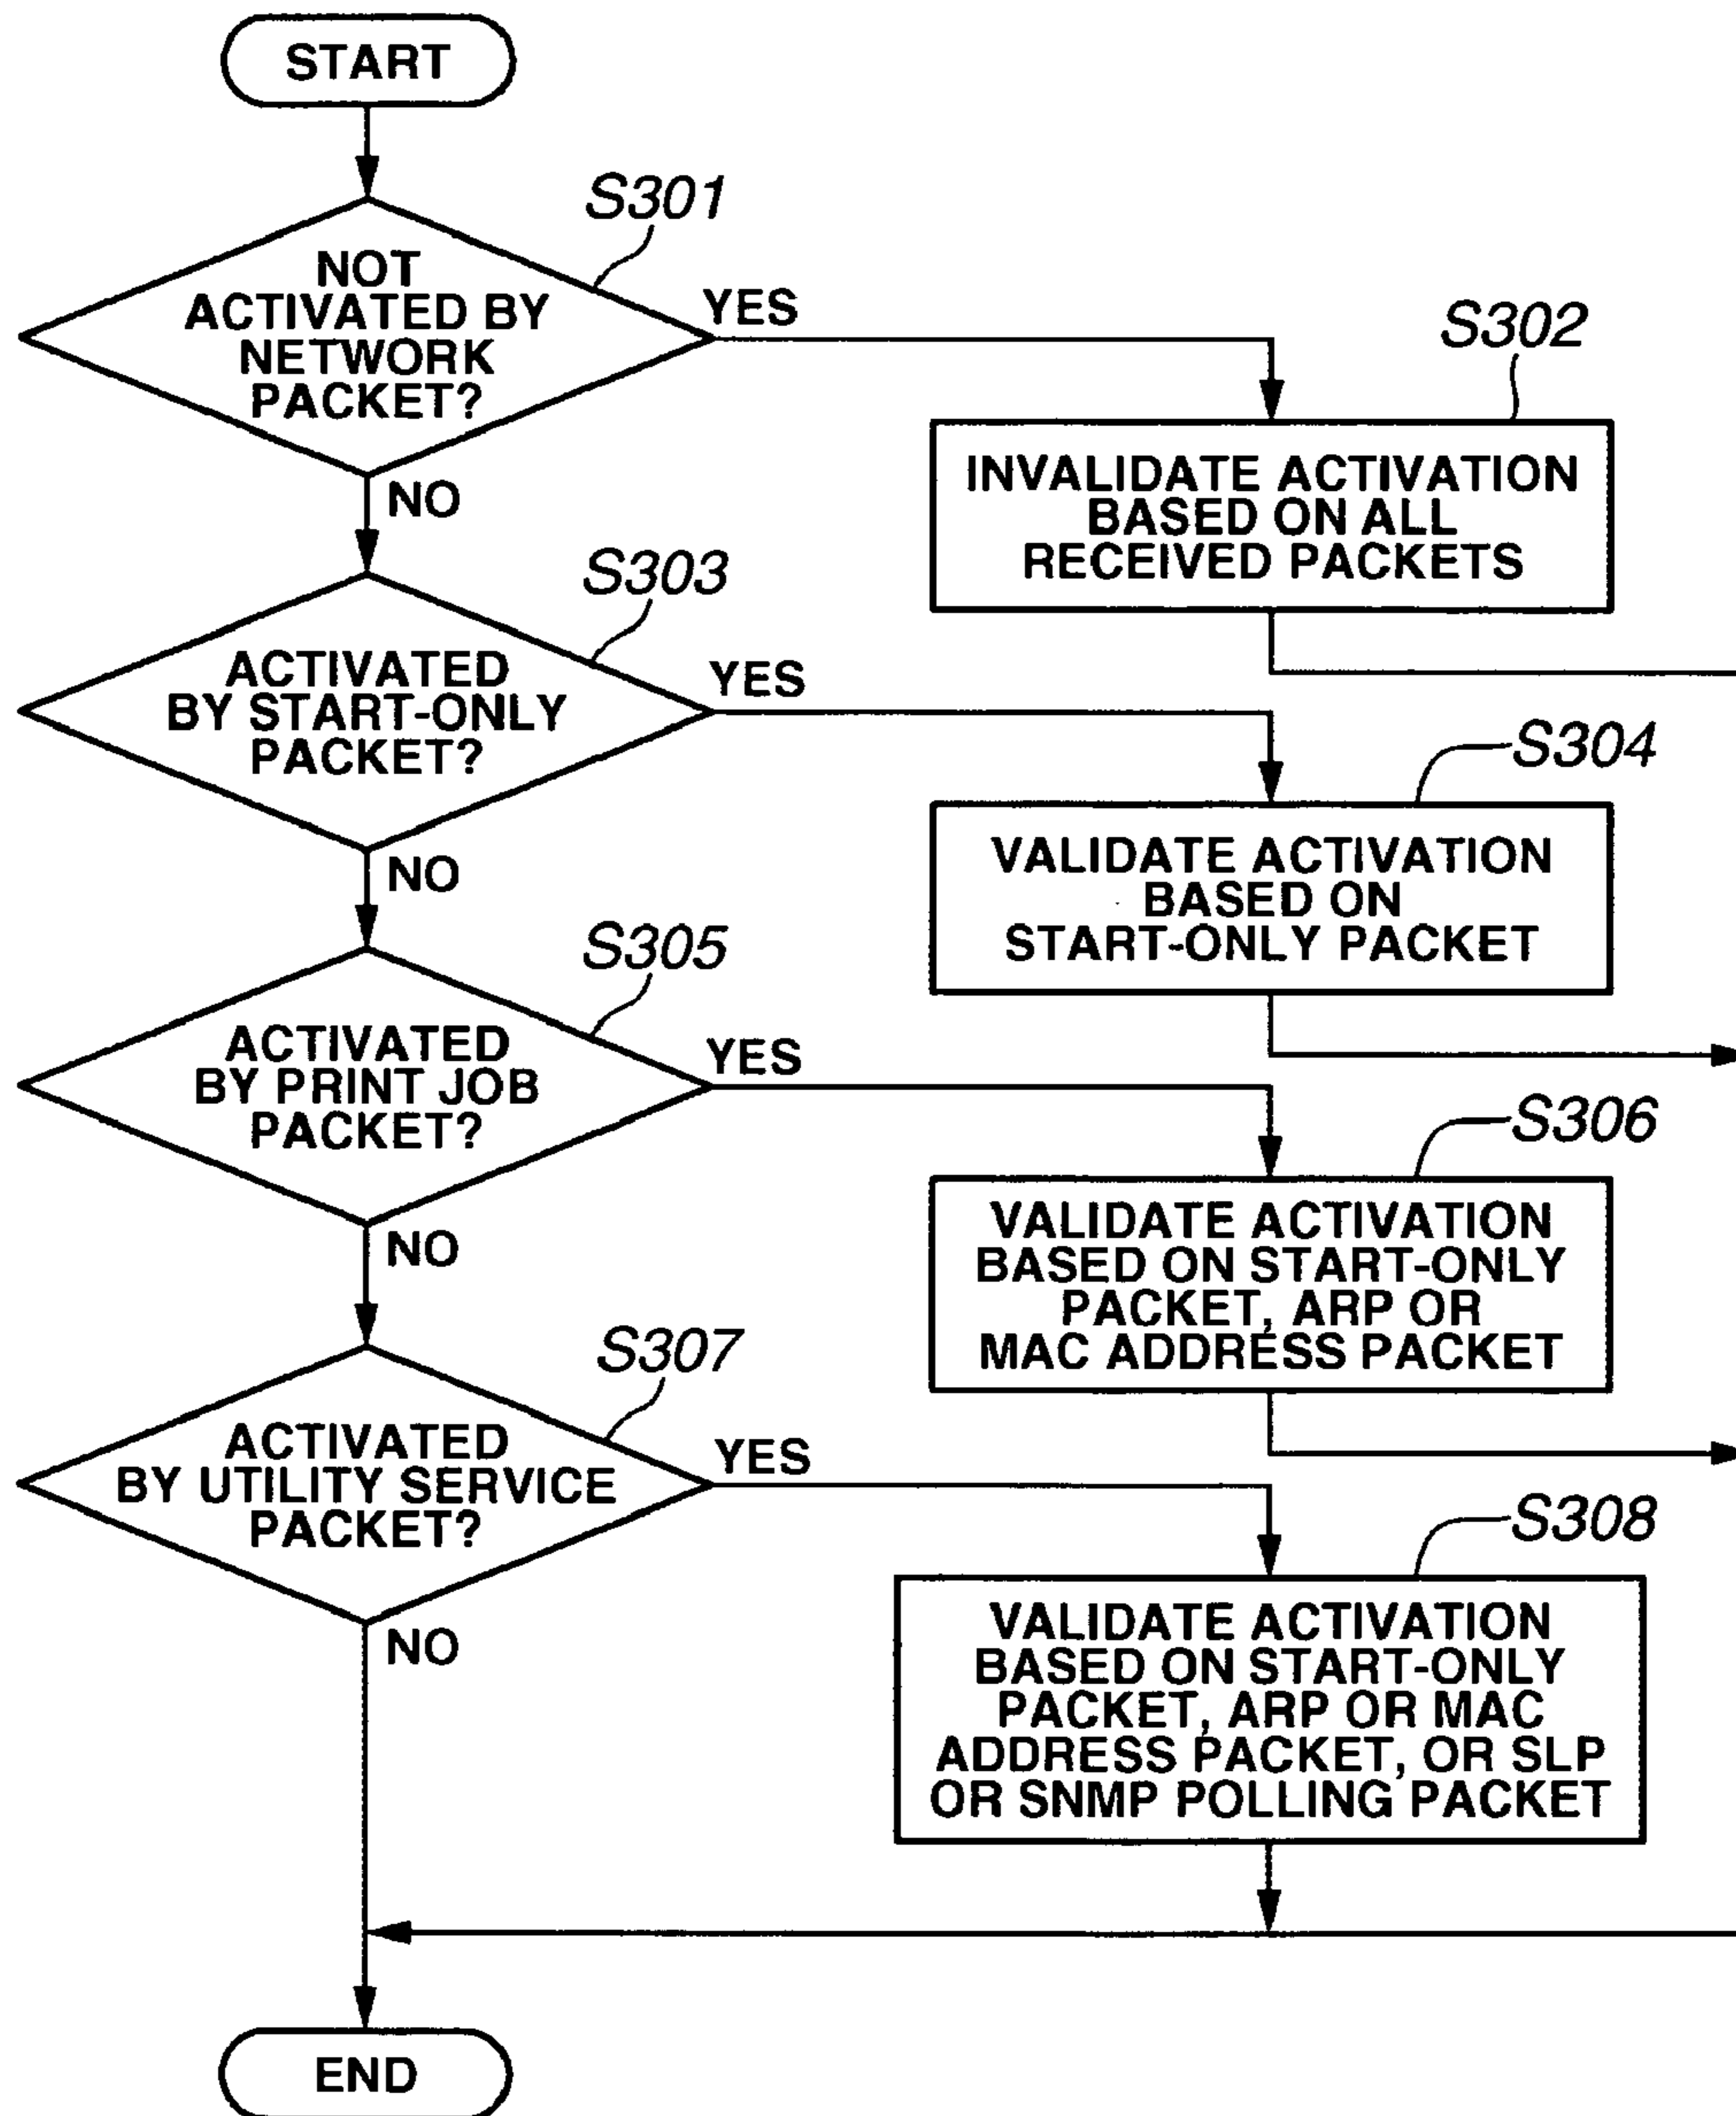 START
S301
NOT
ACTIVATED BY
NETWORK
PACKET?
YES
NO
S302
INVALIDATE ACTIVATION
BASED ON ALL
RECEIVED PACKETS
S303
ACTIVATED
BY START-ONLY
PACKET?
YES
NO
S304
VALIDATE ACTIVATION
BASED ON
START-ONLY PACKET
S305
ACTIVATED
BY PRINT JOB
PACKET?
YES
NO
S306
VALIDATE ACTIVATION
BASED ON START-ONLY
PACKET, ARP OR
MAC ADDRESS PACKET
S307
ACTIVATED
BY UTILITY SERVICE
PACKET?
YES
NO
S308
VALIDATE ACTIVATION
BASED ON START-ONLY
PACKET, ARP OR MAC
ADDRESS PACKET, OR SLP
OR SNMP POLLING PACKET
END